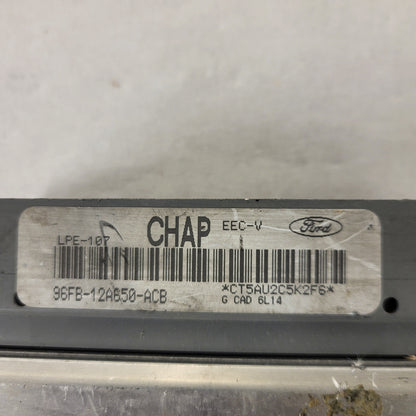 LPE-107 CHAP EEC-V Ford
96FB-12A650-ACB *CT5AU2C5K2F6*
G CAD 6L14